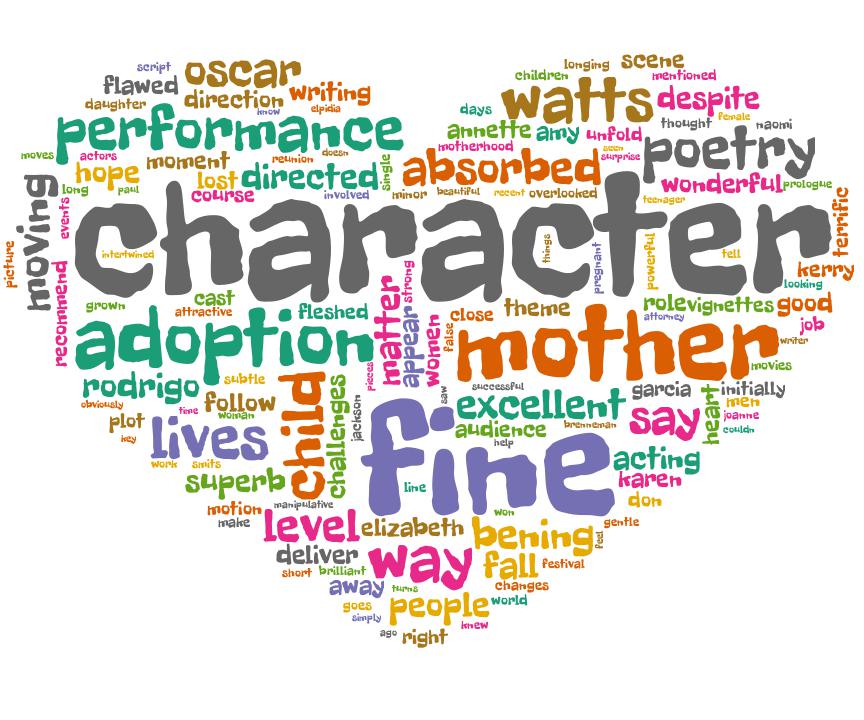 script
longing
scene
flawed
oscar
children
mentioned
daughter
direction
writing
know
elpidia
days
watts
despite
female
performance
annette
amy
unfold
thought
naomi
moves
actors
moment
reunion
doesn
single
motherhood
seen
surprise
poetry
hope
lost
directed
absorbed
wonderful
prologue
long
paul
course
involved
minor
beautiful
recent
overlooked
teenager
moving
events
character
terrific
picture
intertwined
things
pregnant
powerful
tell
kerry
looking
recommend
grown
cast
attractive
fleshed
matter
strong
appear
women
close
theme
false
role
vignettes
good
attorney
job
writer
adoption
mother
movies
rodrigo
subtle
child
challenges
pieces
successful
garcia
initially
obviously
time
follow
woman
jackson
saw
excellent
say
heart
men
joanne
plot
key
lives
fine
audience
brenneman
help
couldn
work
smits
superb
line
acting
karen
motion
manipulative
won
don
make
level
elizabeth
bening
feel
gentle
deliver
way
fall
festival
short
brilliant
away
turns
changes
goes
people
world
simply
knew
ago
right